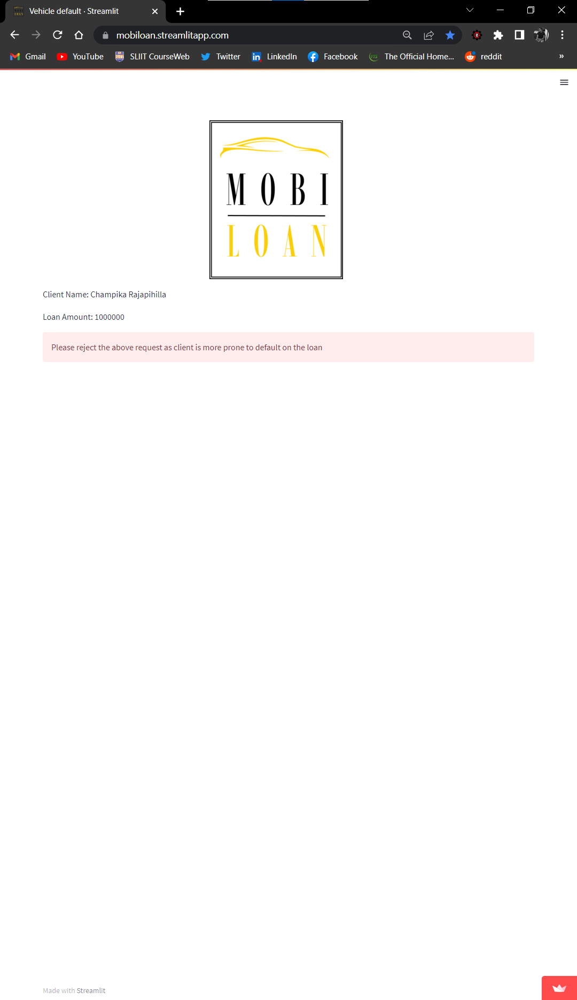 Vehicle default · Streamlit
mobiloan.streamlitapp.com
Gmail YouTube SLIIT CourseWeb Twitter LinkedIn Facebook The Official Home... reddit »
MOBI
LOAN
Client Name: Champika Rajapihilla
Loan Amount: 1000000
Please reject the above request as client is more prone to default on the loan
Made with Streamlit